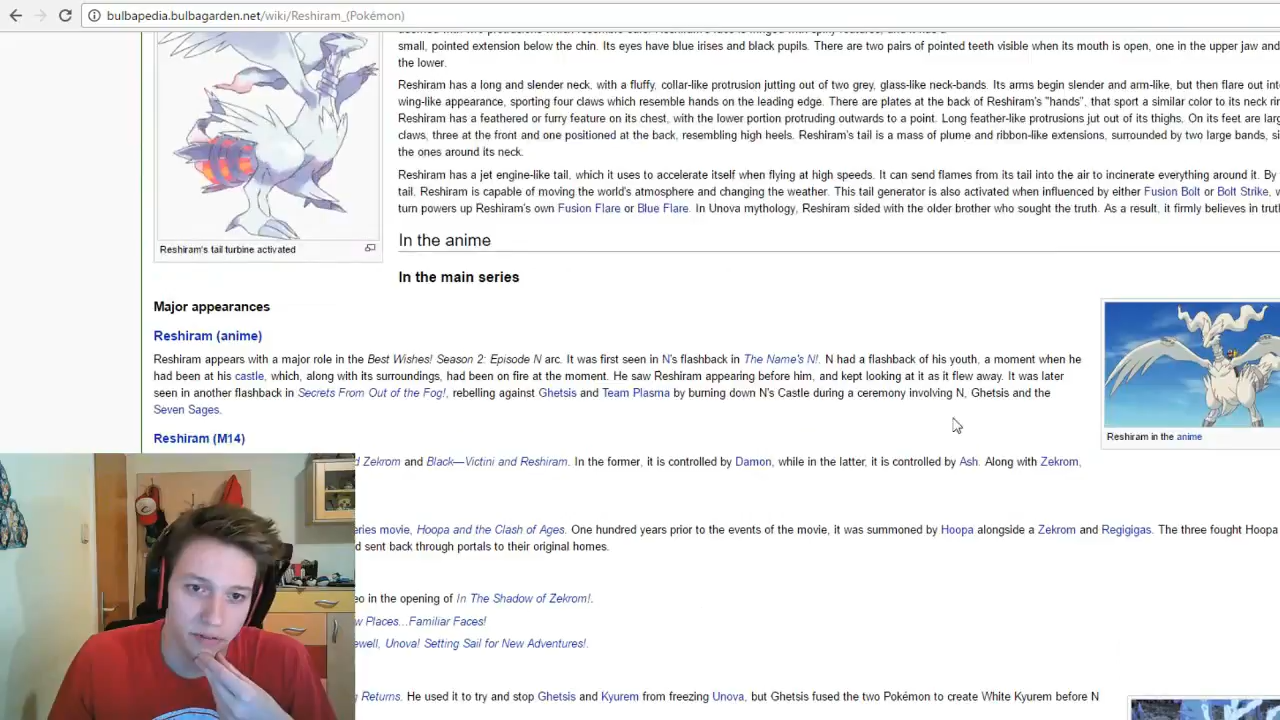 bulbapedia.bulbagarden.net/wiki/Reshiram_(Pokémon)
small, pointed extension below the chin. Its eyes have blue irises and black pupils. There are two pairs of pointed teeth visible when its mouth is open, one in the upper jaw and
the lower.
Reshiram has a long and slender neck, with a fluffy, collar-like protrusion jutting out of two grey, glass-like neck-bands. Its arms begin slender and arm-like, but then flare out into
wing-like appearance, sporting four claws which resemble hands on the leading edge. There are plates at the back of Reshiram's "hands", that sport a similar color to its neck
Reshiram has a feathered or furry feature on its chest, with the lower portion protruding outwards to a point. Long feather-like protrusions jut out of its thighs. On its feet are
claws, three at the front and one positioned at the back, resembling high heels. Reshiram's tail is a mass of plume and ribbon-like extensions, surrounded by two large bands,
the ones around its neck.
Reshiram has a jet engine-like tail, which it uses to accelerate itself when flying at high speeds. It can send flames from its tail into the air to incinerate everything around it. By
tail. Reshiram is capable of moving the world's atmosphere and changing the weather. This tail generator is also activated when influenced by either Fusion Bolt or Bolt Strike,
turn powers up Reshiram's own Fusion Flare or Blue Flare. In Unova mythology, Reshiram sided with the older brother who sought the truth. As a result, it firmly believes in
Reshiram's tail turbine activated
In the anime
In the main series
Major appearances
Reshiram (anime)
Reshiram appears with a major role in the Best Wishes! Season 2: Episode N arc. It was first seen in N's flashback in The Name's N!. N had a flashback of his youth, a moment when he
had been at his castle, which, along with its surroundings, had been on fire at the moment. He saw Reshiram appearing before him, and kept looking at it as it flew away. It was later
seen in another flashback in Secrets From Out of the Fog!, rebelling against Ghetsis and Team Plasma by burning down N's Castle during a ceremony involving N, Ghetsis and the
Seven Sages.
Reshiram in the anime
Reshiram (M14)
d Zekrom and Black—Victini and Reshiram. In the former, it is controlled by Damon, while in the latter, it is controlled by Ash. Along with Zekrom,
eries movie, Hoopa and the Clash of Ages. One hundred years prior to the events of the movie, it was summoned by Hoopa alongside a Zekrom and Regigigas. The three fought Hoopa
d sent back through portals to their original homes.
eo in the opening of In The Shadow of Zekrom!.
w Places...Familiar Faces!
ewell, Unova! Setting Sail for New Adventures!.
g Returns. He used it to try and stop Ghetsis and Kyurem from freezing Unova, but Ghetsis fused the two Pokémon to create White Kyurem before N